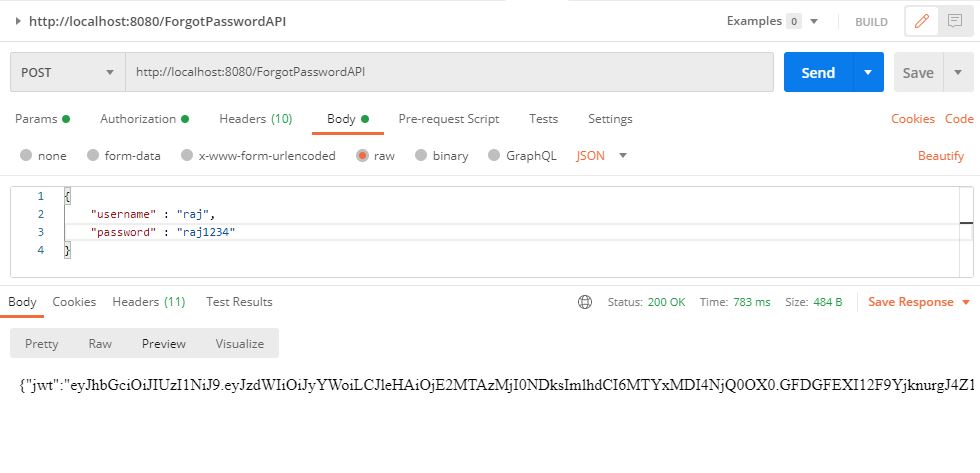 http://localhost:8080/ForgotPasswordAPI Examples 0 BUILD
POST http://localhost:8080/ForgotPasswordAPI Send Save
Params Authorization Headers (10) Body Pre-request Script Tests Settings Cookies Code
none form-data x-www-form-urlencoded raw binary GraphQL JSON Beautify
1 {
2 "username" : "raj",
3 "password" : "raj1234"
4 }
Body Cookies Headers (11) Test Results Status: 200 OK Time: 783 ms Size: 484 B Save Response
Pretty Raw Preview Visualize
{"jwt":"eyJhbGciOiJIUzI1NiJ9.eyJzdWIiOiJyYWoiLCJleHAiOjE2MTAzMjI0NDksImlhdCI6MTYxMDI4NjQ0OX0.GFDGFEXI12F9YjknurgJ4Z1